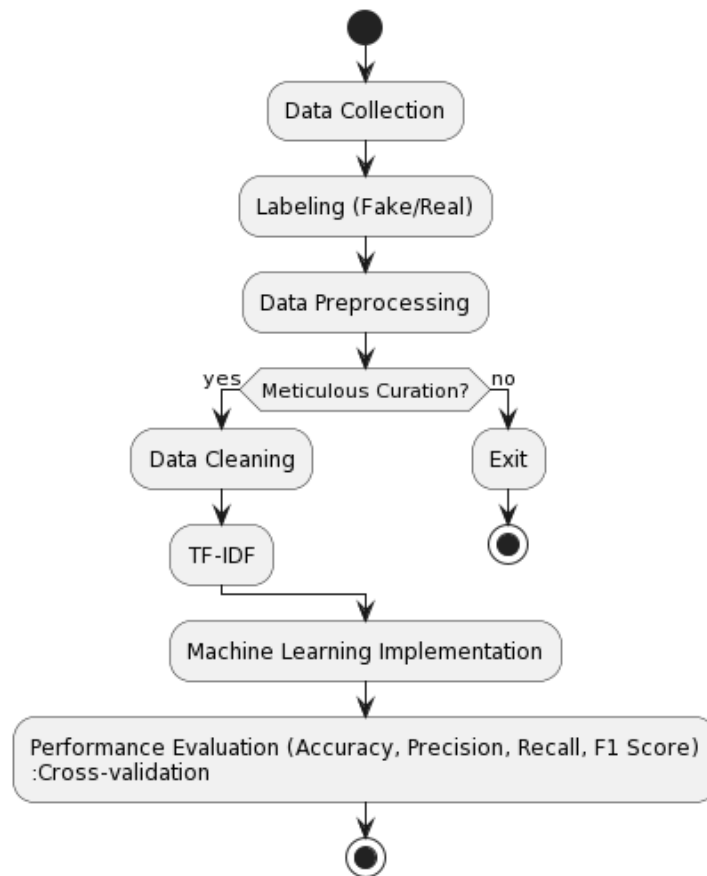 Data Collection
Labeling (Fake/Real)
Data Preprocessing
yes
Meticulous Curation?
no
Data Cleaning
Exit
TF-IDF
Machine Learning Implementation
Performance Evaluation (Accuracy, Precision, Recall, F1 Score)
:Cross-validation